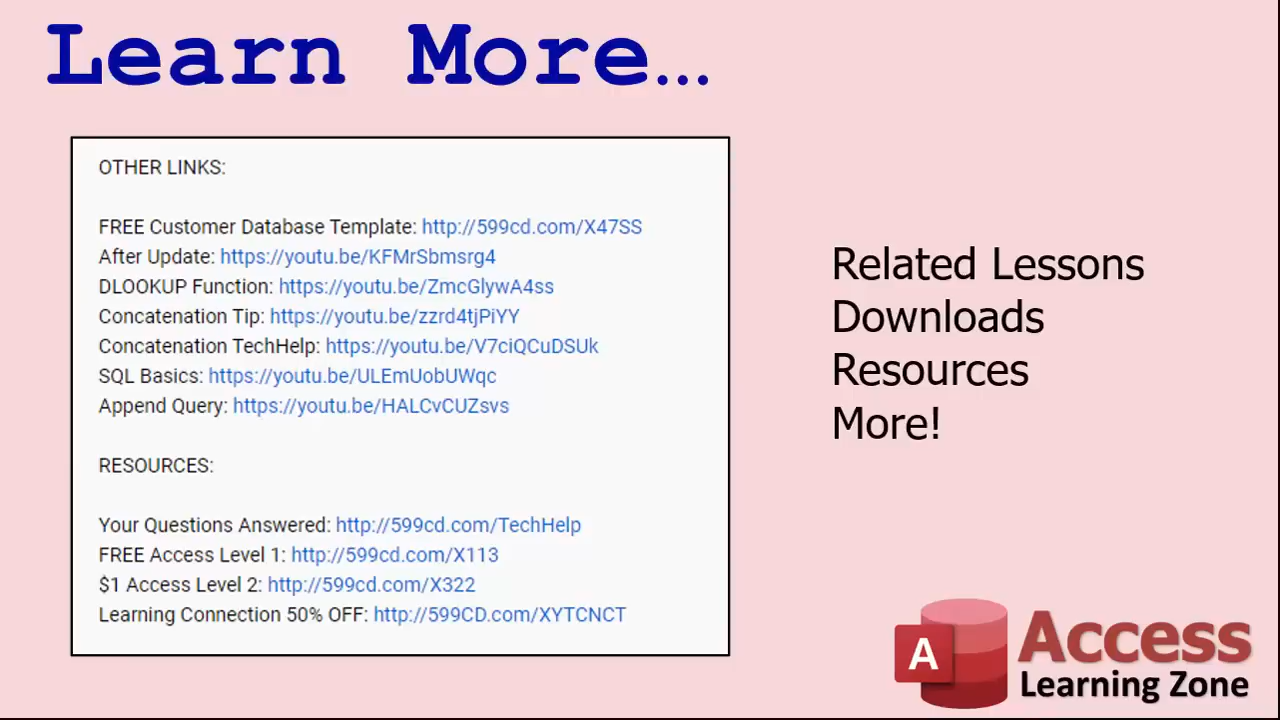 Learn More...
OTHER LINKS:
FREE Customer Database Template: http://599cd.com/X47SS
After Update: https://youtu.be/KFMrSbmsrg4
DLOOKUP Function: https://youtu.be/ZmcGlywA4ss
Concatenation Tip: https://youtu.be/zzrd4tjPiYY
Concatenation TechHelp: https://youtu.be/V7ciQCuDSUk
SQL Basics: https://youtu.be/ULEmUobUWqc
Append Query: https://youtu.be/HALCvCUZsvs
RESOURCES:
Your Questions Answered: http://599cd.com/TechHelp
FREE Access Level 1: http://599cd.com/X113
$1 Access Level 2: http://599cd.com/X322
Learning Connection 50% OFF: http://599CD.com/XYTCNCT
Related Lessons
Downloads
Resources
More!
A
Access
Learning Zone